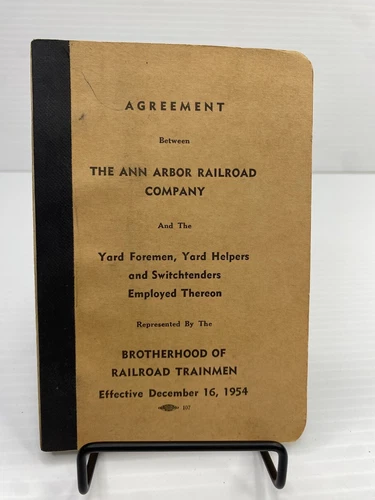 AGREEMENT
Between
THE ANN ARBOR RAILROAD
COMPANY
And The
Yard Foremen, Yard Helpers
and Switchtenders
Employed Thereon
Represented By The
BROTHERHOOD OF
RAILROAD TRAINMEN
Effective December 16, 1954
107